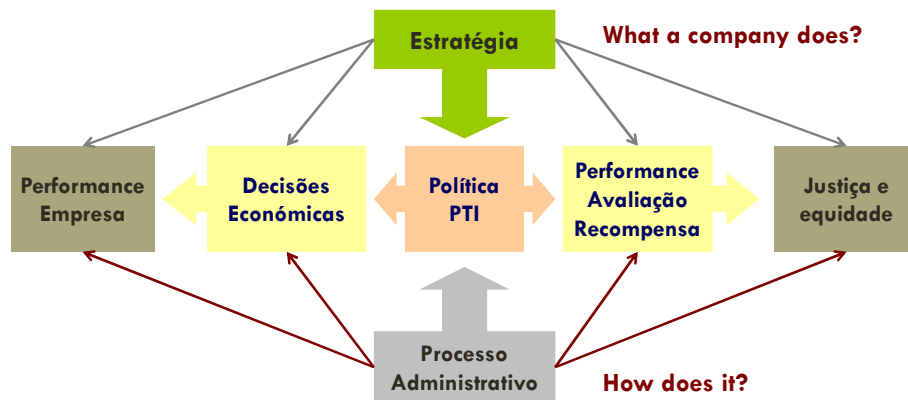 Estratégia
What a company does?
Performance
Empresa
Decisões
Económicas
Política
PTI
Performance
Avaliação
Recompensa
Justiça e
equidade
Processo
Administrativo
How does it?